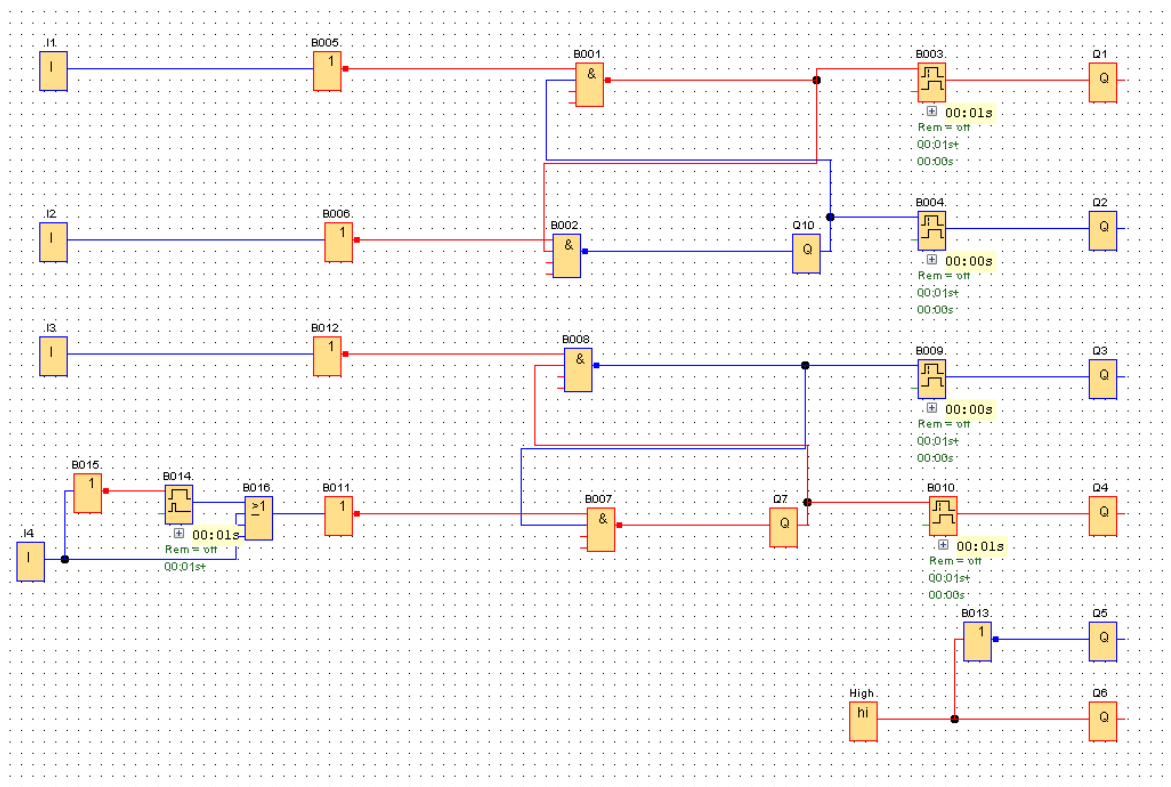 I1
I
B005
1
B001
&
B003
00:01s
Rem = off
00:01s+
00:00s
Q1
Q
I2
I
B006
1
B002
&
Q10
Q
B004
00:00s
Rem = off
00:01s+
00:00s
Q2
Q
I3
I
B012
1
B008
&
B009
00:00s
Rem = off
00:01s+
00:00s
Q3
Q
B015
1
B014
00:01s
Rem = off
00:01s+
B016
>1
I4
I
B011
1
B007
&
Q7
Q
B010
00:01s
Rem = off
00:01s+
00:00s
Q4
Q
B013
1
Q5
Q
High
hi
Q6
Q